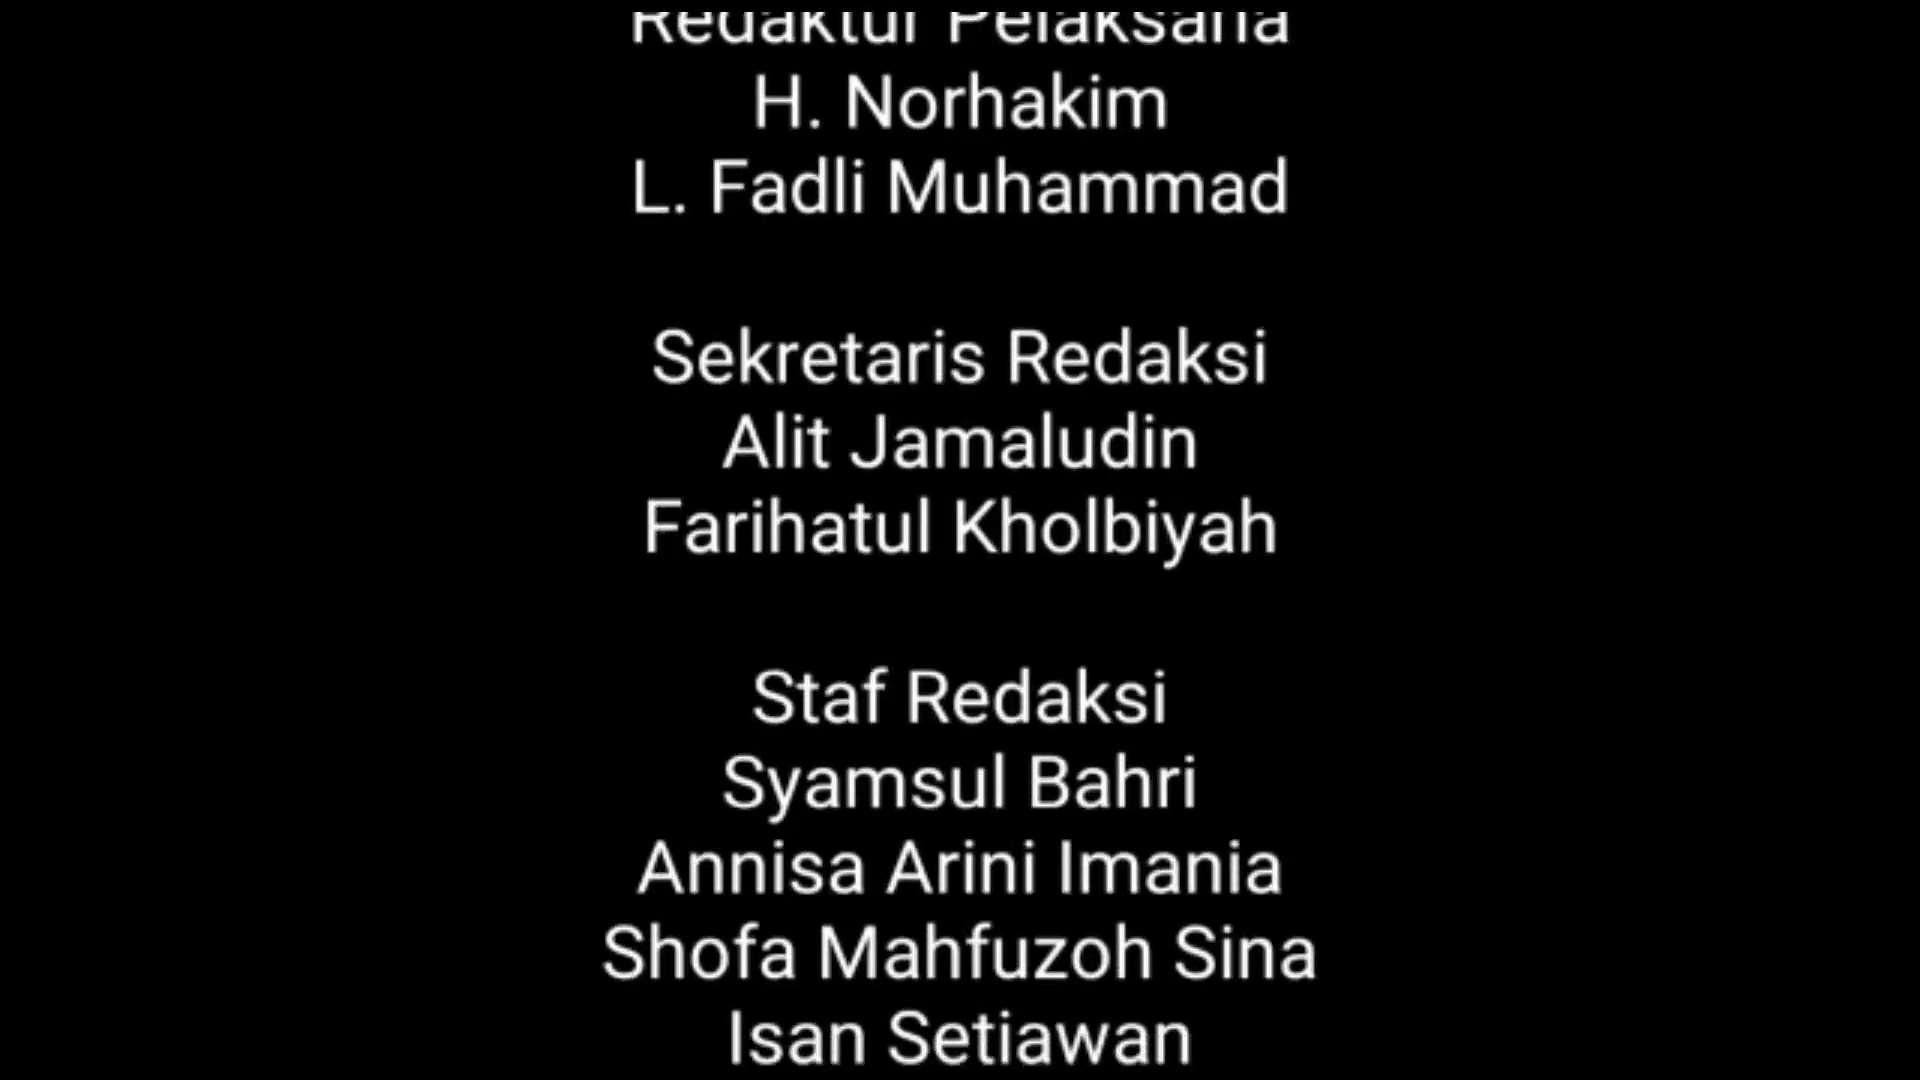 Redaktur Pelaksana
H. Norhakim
L. Fadli Muhammad
Sekretaris Redaksi
Alit Jamaludin
Farihatul Kholbiyah
Staf Redaksi
Syamsul Bahri
Annisa Arini Imania
Shofa Mahfuzoh Sina
Isan Setiawan